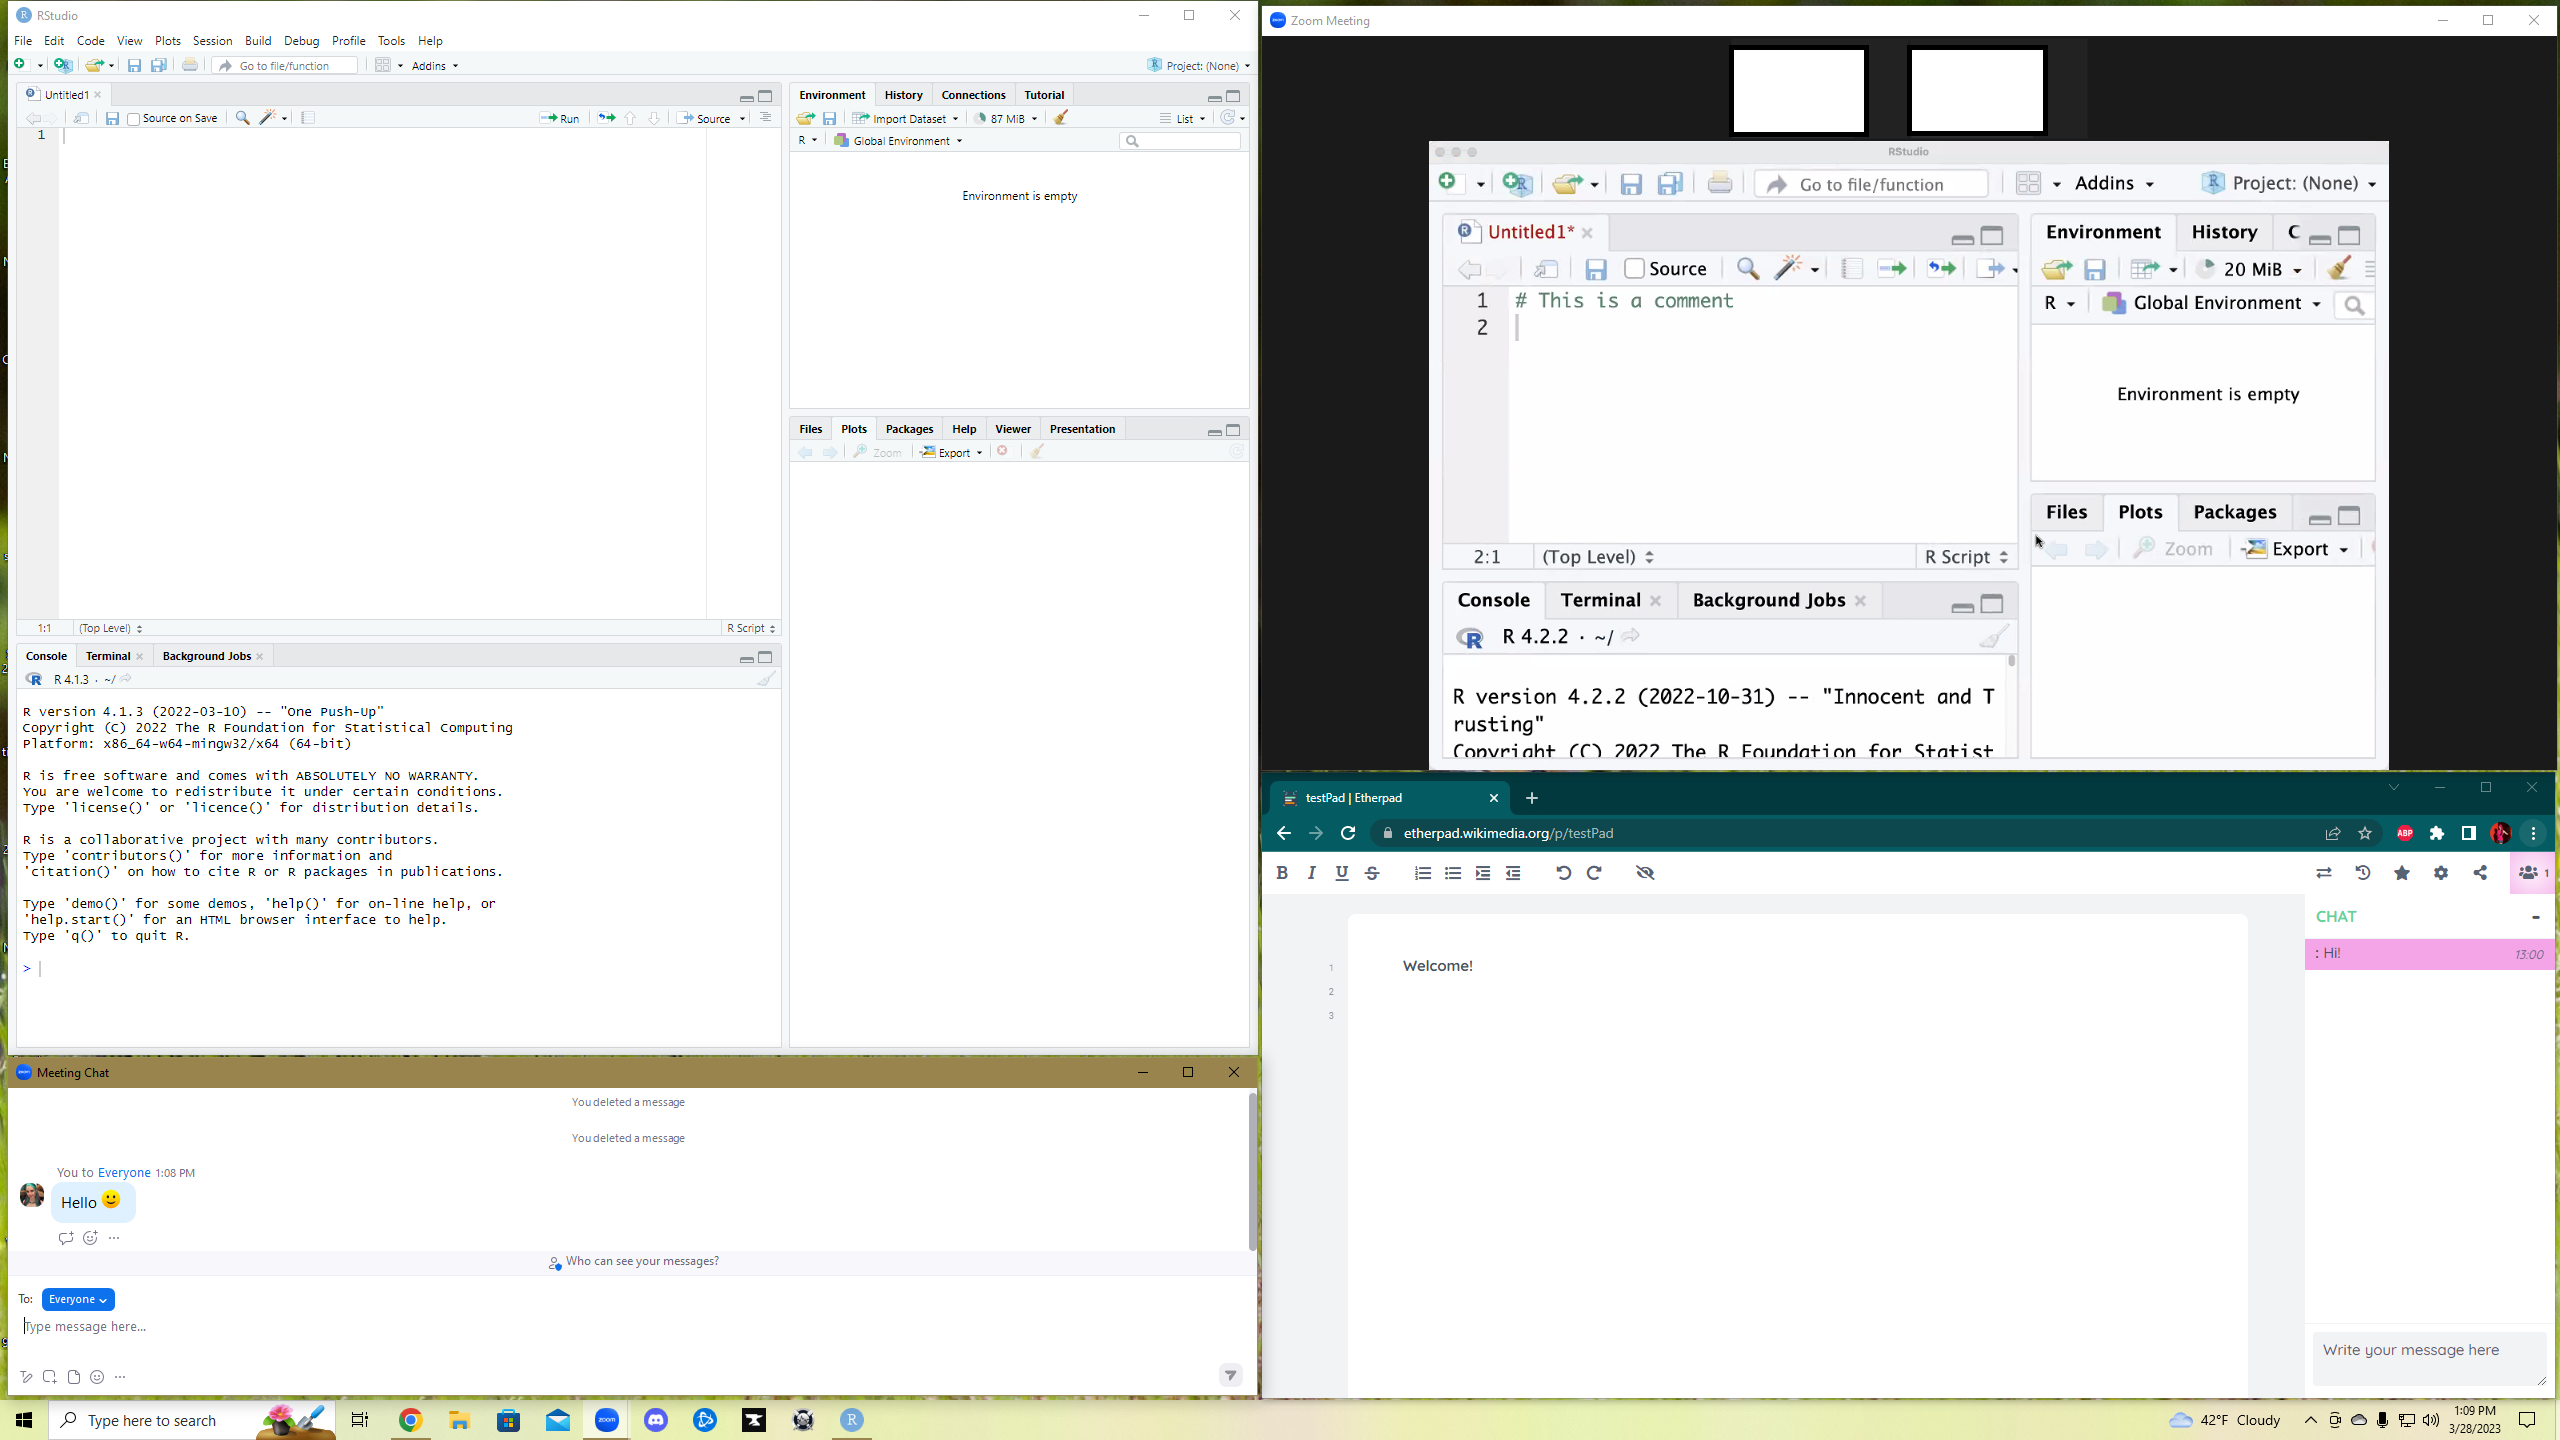 RStudio
File Edit Code View Plots Session Build Debug Profile Tools Help
Go to file/function Addins Project: (None)
Untitled1
Source on Save Run Source
1
1:1 (Top Level) R Script
Console Terminal Background Jobs
R 4.1.3 · ~/
R version 4.1.3 (2022-03-10) -- "One Push-Up"
Copyright (C) 2022 The R Foundation for Statistical Computing
Platform: x86_64-w64-mingw32/x64 (64-bit)
R is free software and comes with ABSOLUTELY NO WARRANTY.
You are welcome to redistribute it under certain conditions.
Type 'license()' or 'licence()' for distribution details.
R is a collaborative project with many contributors.
Type 'contributors()' for more information and
'citation()' on how to cite R or R packages in publications.
Type 'demo()' for some demos, 'help()' for on-line help, or
'help.start()' for an HTML browser interface to help.
Type 'q()' to quit R.
>
Environment History Connections Tutorial
Import Dataset 87 MiB List
R Global Environment
Environment is empty
Files Plots Packages Help Viewer Presentation
Zoom Export
Zoom Meeting
RStudio
Go to file/function Addins Project: (None)
Untitled1*
Source
1 # This is a comment
2
2:1 (Top Level) R Script
Console Terminal Background Jobs
R 4.2.2 · ~/
R version 4.2.2 (2022-10-31) -- "Innocent and T
rusting"
Copyright (C) 2022 The R Foundation for Statist
Environment History C
20 MiB
R Global Environment
Environment is empty
Files Plots Packages
Zoom Export
Meeting Chat
You deleted a message
You deleted a message
You to Everyone 1:08 PM
Hello 🙂
Who can see your messages?
To: Everyone
Type message here...
testPad | Etherpad
etherpad.wikimedia.org/p/testPad
ABP
B I U S
1
CHAT -
: Hi! 13:00
1 Welcome!
2
3
Write your message here
Type here to search
zoom
R
42°F Cloudy
1:09 PM
3/28/2023